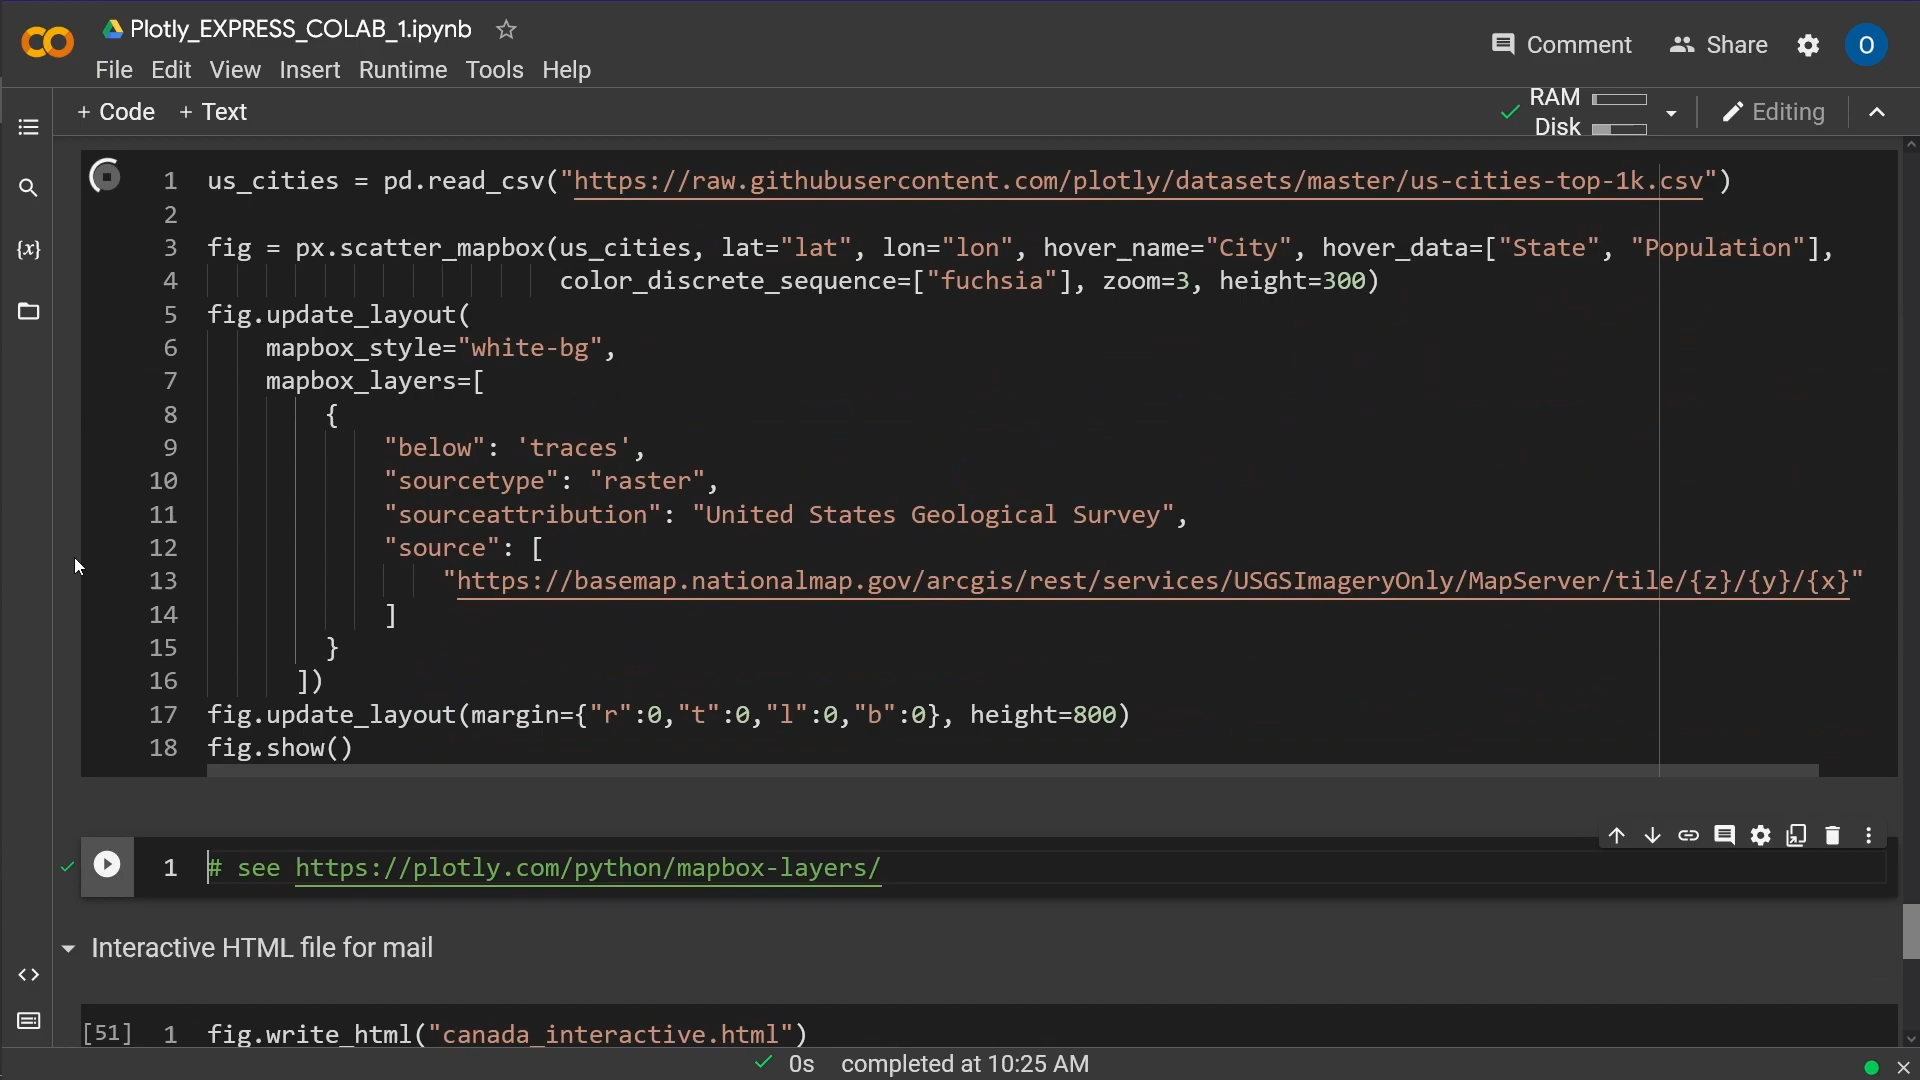 Plotly_EXPRESS_COLAB_1.ipynb
File Edit View Insert Runtime Tools Help
Comment Share O
+ Code + Text
RAM
Disk
Editing
{x}
1 us_cities = pd.read_csv("https://raw.githubusercontent.com/plotly/datasets/master/us-cities-top-1k.csv")
2
3 fig = px.scatter_mapbox(us_cities, lat="lat", lon="lon", hover_name="City", hover_data=["State", "Population"],
4 color_discrete_sequence=["fuchsia"], zoom=3, height=300)
5 fig.update_layout(
6 mapbox_style="white-bg",
7 mapbox_layers=[
8 {
9 "below": 'traces',
10 "sourcetype": "raster",
11 "sourceattribution": "United States Geological Survey",
12 "source": [
13 "https://basemap.nationalmap.gov/arcgis/rest/services/USGSImageryOnly/MapServer/tile/{z}/{y}/{x}"
14 ]
15 }
16 ])
17 fig.update_layout(margin={"r":0,"t":0,"l":0,"b":0}, height=800)
18 fig.show()
1 # see https://plotly.com/python/mapbox-layers/
Interactive HTML file for mail
[51] 1 fig.write_html("canada_interactive.html")
0s completed at 10:25 AM